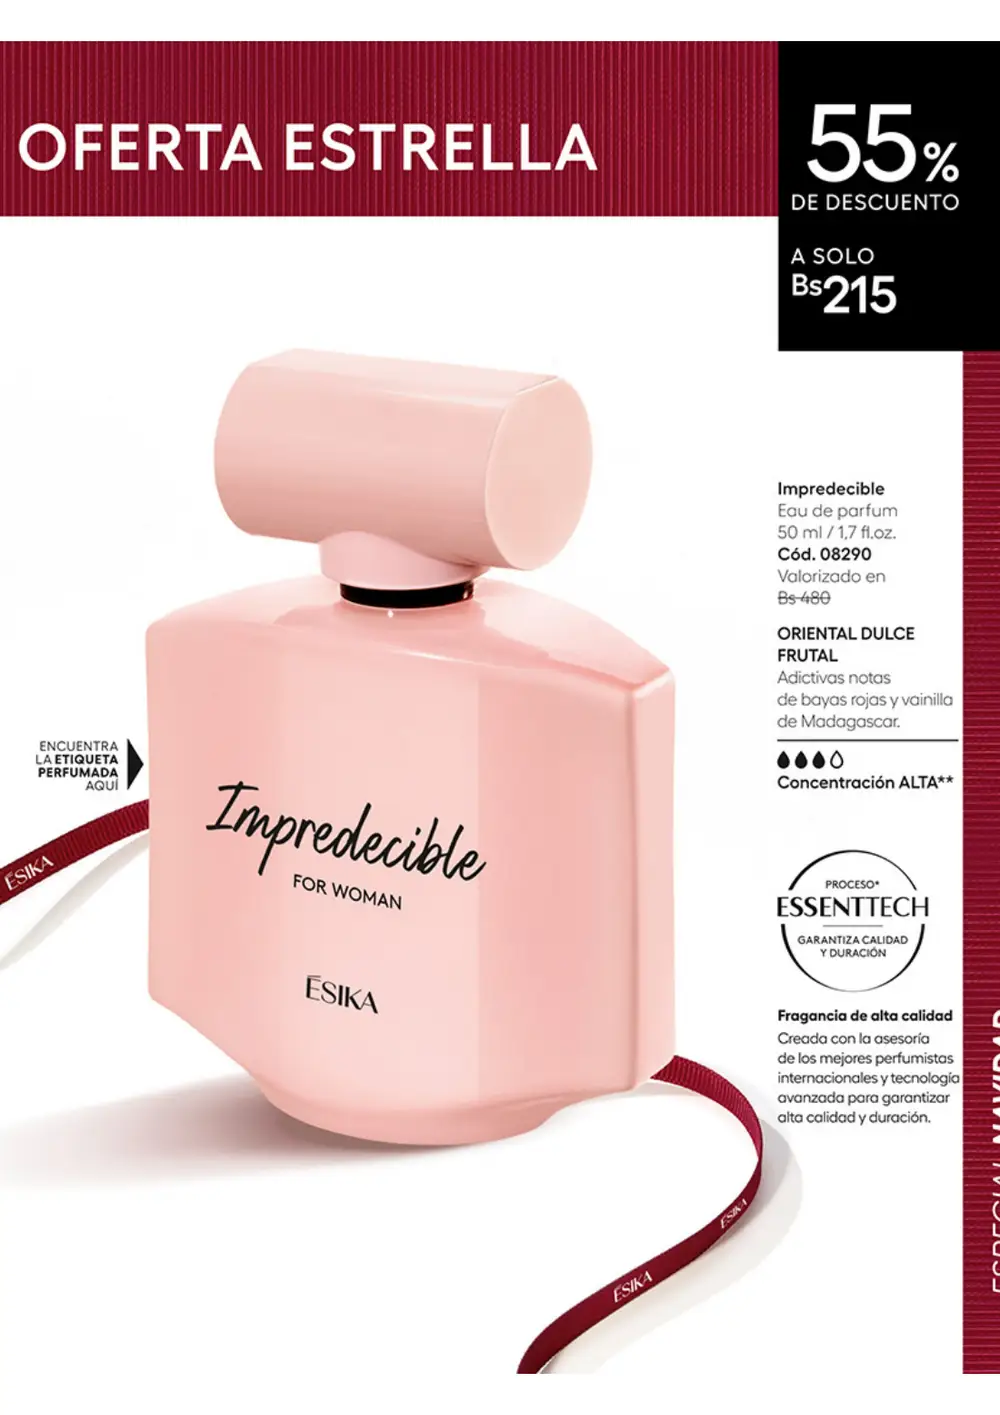 OFERTA ESTRELLA
55%
DE DESCUENTO
A SOLO
Bs215
Impredecible
Eau de parfum
50 ml / 1,7 fl.oz.
Cód. 08290
Valorizado en
Bs 480
ORIENTAL DULCE
FRUTAL
Adictivas notas
de bayas rojas y vainilla
de Madagascar.
Concentración ALTA**
ENCUENTRA
LA ETIQUETA
PERFUMADA
AQUÍ
Impredecible
FOR WOMAN
ÉSIKA
ÉSIKA
PROCESO*
ESSENTTECH
GARANTIZA CALIDAD
Y DURACIÓN
Fragancia de alta calidad
Creada con la asesoría
de los mejores perfumistas
internacionales y tecnología
avanzada para garantizar
alta calidad y duración.
ÉSIKA
ÉSIKA
ESPECIAL NAVIDAD